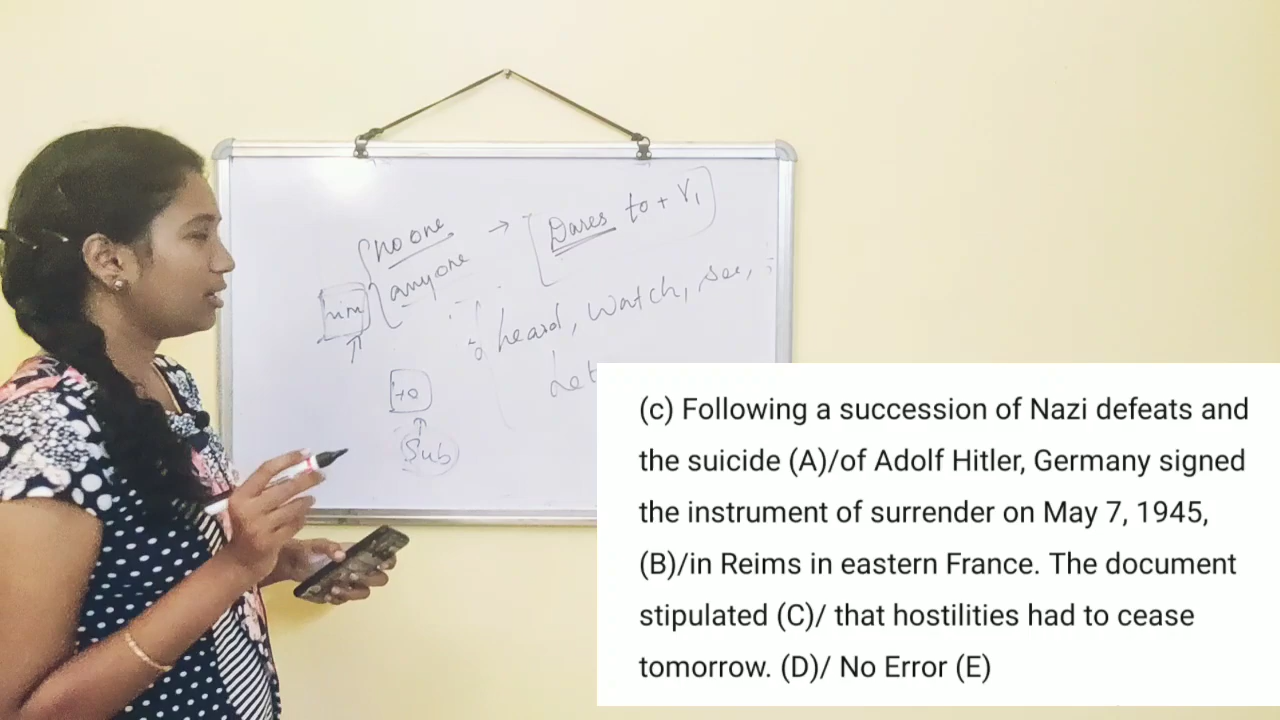 no one → Dares to + V₁
anyone
heard, watch, see,
Let
to
Sub
(c) Following a succession of Nazi defeats and
the suicide (A)/of Adolf Hitler, Germany signed
the instrument of surrender on May 7, 1945,
(B)/in Reims in eastern France. The document
stipulated (C)/ that hostilities had to cease
tomorrow. (D)/ No Error (E)